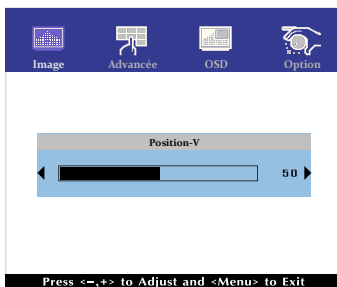 Image Advancée OSD Option
Position-V
50
Press <–,+> to Adjust and <Menu> to Exit